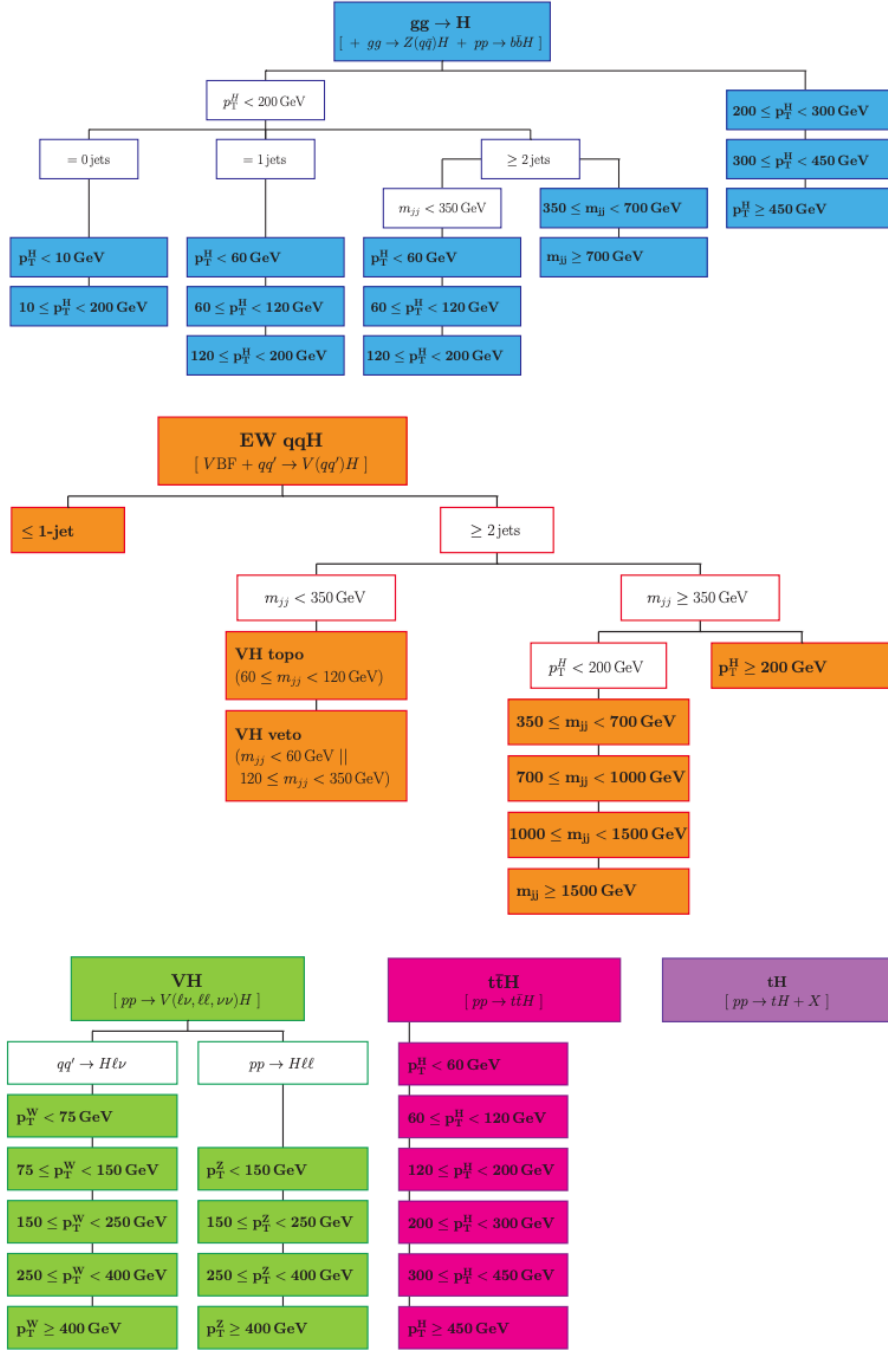 gg → H
[ + gg → Z(qq̄)H + pp → bb̄H ]
p_T^H < 200 GeV
200 ≤ p_T^H < 300 GeV
= 0 jets
= 1 jets
≥ 2 jets
300 ≤ p_T^H < 450 GeV
m_jj < 350 GeV
350 ≤ m_jj < 700 GeV
p_T^H ≥ 450 GeV
p_T^H < 10 GeV
p_T^H < 60 GeV
p_T^H < 60 GeV
m_jj ≥ 700 GeV
10 ≤ p_T^H < 200 GeV
60 ≤ p_T^H < 120 GeV
60 ≤ p_T^H < 120 GeV
120 ≤ p_T^H < 200 GeV
120 ≤ p_T^H < 200 GeV
EW qqH
[ VBF + qq′ → V(qq′)H ]
≤ 1-jet
≥ 2 jets
m_jj < 350 GeV
m_jj ≥ 350 GeV
VH topo
(60 ≤ m_jj < 120 GeV)
p_T^H < 200 GeV
p_T^H ≥ 200 GeV
VH veto
(m_jj < 60 GeV ||
120 ≤ m_jj < 350 GeV)
350 ≤ m_jj < 700 GeV
700 ≤ m_jj < 1000 GeV
1000 ≤ m_jj < 1500 GeV
m_jj ≥ 1500 GeV
VH
[ pp → V(ℓν, ℓℓ, νν)H ]
tt̄H
[ pp → tt̄H ]
tH
[ pp → tH + X ]
qq′ → Hℓν
pp → Hℓℓ
p_T^H < 60 GeV
p_T^W < 75 GeV
60 ≤ p_T^H < 120 GeV
75 ≤ p_T^W < 150 GeV
p_T^Z < 150 GeV
120 ≤ p_T^H < 200 GeV
150 ≤ p_T^W < 250 GeV
150 ≤ p_T^Z < 250 GeV
200 ≤ p_T^H < 300 GeV
250 ≤ p_T^W < 400 GeV
250 ≤ p_T^Z < 400 GeV
300 ≤ p_T^H < 450 GeV
p_T^W ≥ 400 GeV
p_T^Z ≥ 400 GeV
p_T^H ≥ 450 GeV